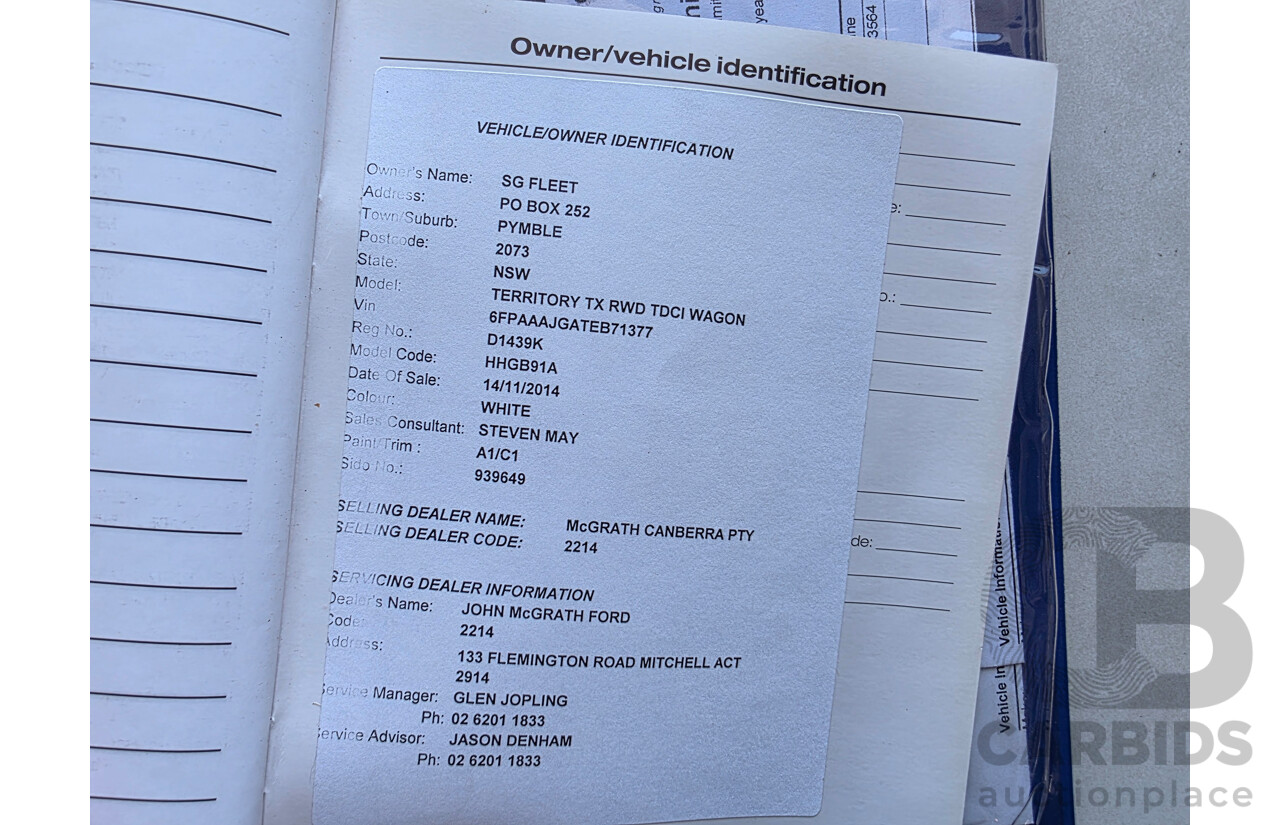 Owner/vehicle identification
VEHICLE/OWNER IDENTIFICATION
Owner's Name: SG FLEET
Address: PO BOX 252
Town/Suburb: PYMBLE
Postcode: 2073
State: NSW
Model: TERRITORY TX RWD TDCI WAGON
Vin 6FPAAAJGATEB71377
Reg No.: D1439K
Model Code: HHGB91A
Date Of Sale: 14/11/2014
Colour: WHITE
Sales Consultant: STEVEN MAY
Paint Trim : A1/C1
Sido No.: 939649
SELLING DEALER NAME: McGRATH CANBERRA PTY
SELLING DEALER CODE: 2214
SERVICING DEALER INFORMATION
Dealer's Name: JOHN McGRATH FORD
Code: 2214
Address:
133 FLEMINGTON ROAD MITCHELL ACT
2914
Service Manager: GLEN JOPLING
Ph: 02 6201 1833
Service Advisor: JASON DENHAM
Ph: 02 6201 1833
e:
o.:
de:
3564
Vehicle Informat
Vehicle In
B
CARBIDS
auctionplace